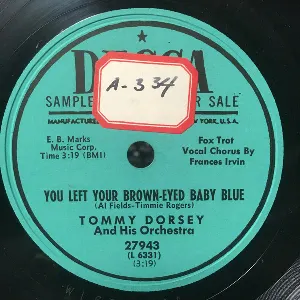 DECCA
SAMPLE R SALE
A-334
MANUFACTURE NEW YORK, U.S.A.
E. B. Marks
Music Corp.
Time 3:19 (BMI)
Fox Trot
Vocal Chorus By
Frances Irvin
YOU LEFT YOUR BROWN-EYED BABY BLUE
(Al Fields-Timmie Rogers)
TOMMY DORSEY
And His Orchestra
27943
(L 6331)
(3:19)